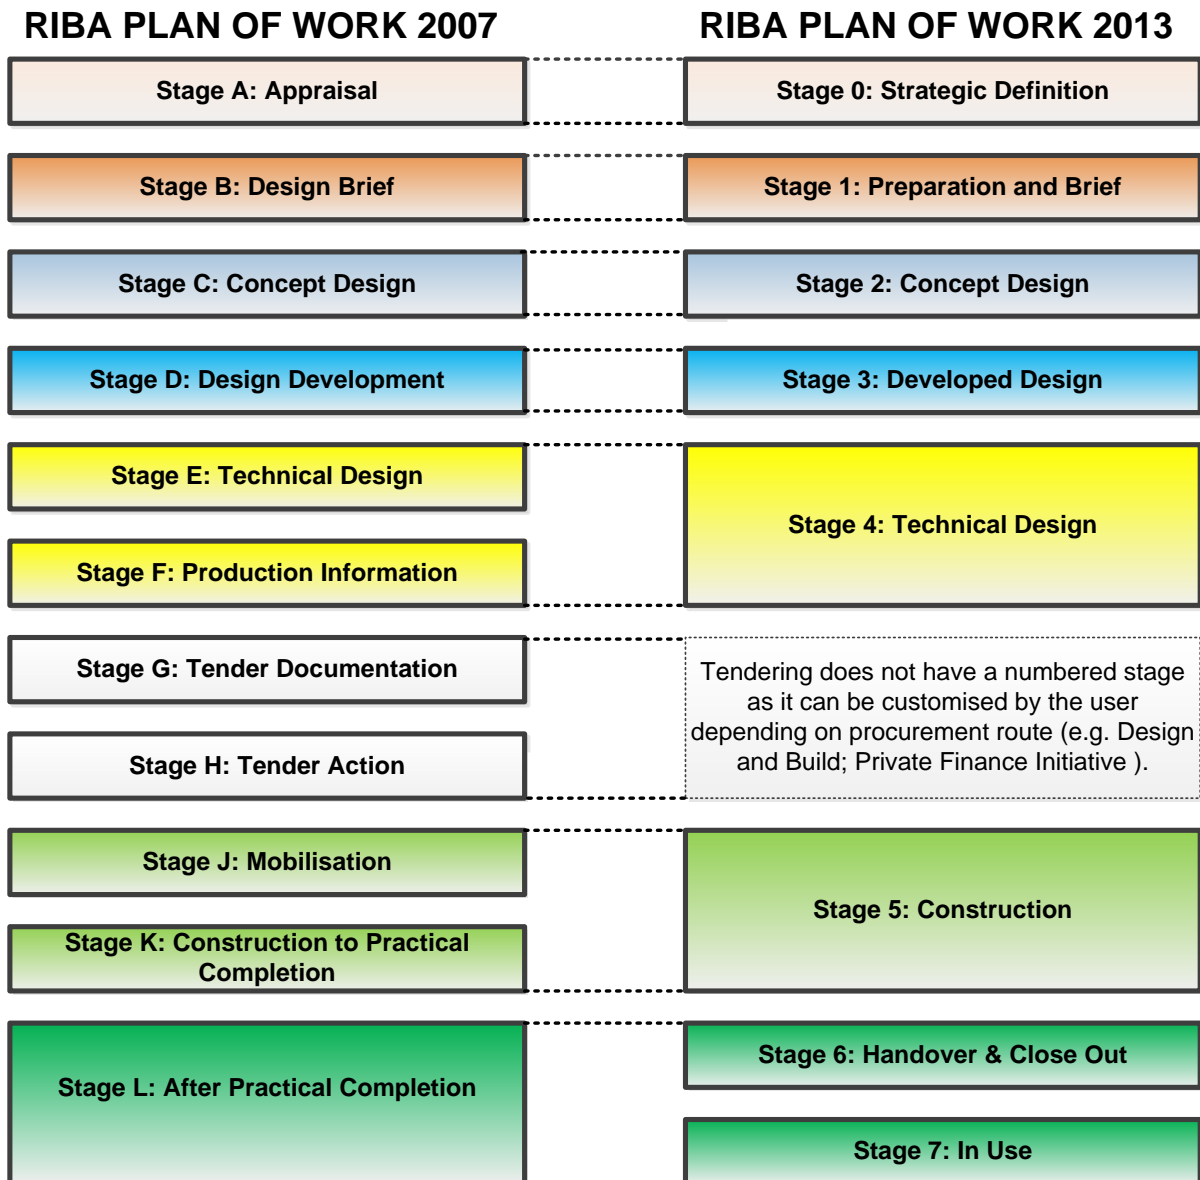 RIBA PLAN OF WORK 2007
RIBA PLAN OF WORK 2013
Stage A: Appraisal
Stage 0: Strategic Definition
Stage B: Design Brief
Stage 1: Preparation and Brief
Stage C: Concept Design
Stage 2: Concept Design
Stage D: Design Development
Stage 3: Developed Design
Stage E: Technical Design
Stage 4: Technical Design
Stage F: Production Information
Stage G: Tender Documentation
Tendering does not have a numbered stage
as it can be customised by the user
depending on procurement route (e.g. Design
and Build; Private Finance Initiative ).
Stage H: Tender Action
Stage J: Mobilisation
Stage 5: Construction
Stage K: Construction to Practical
Completion
Stage 6: Handover & Close Out
Stage L: After Practical Completion
Stage 7: In Use